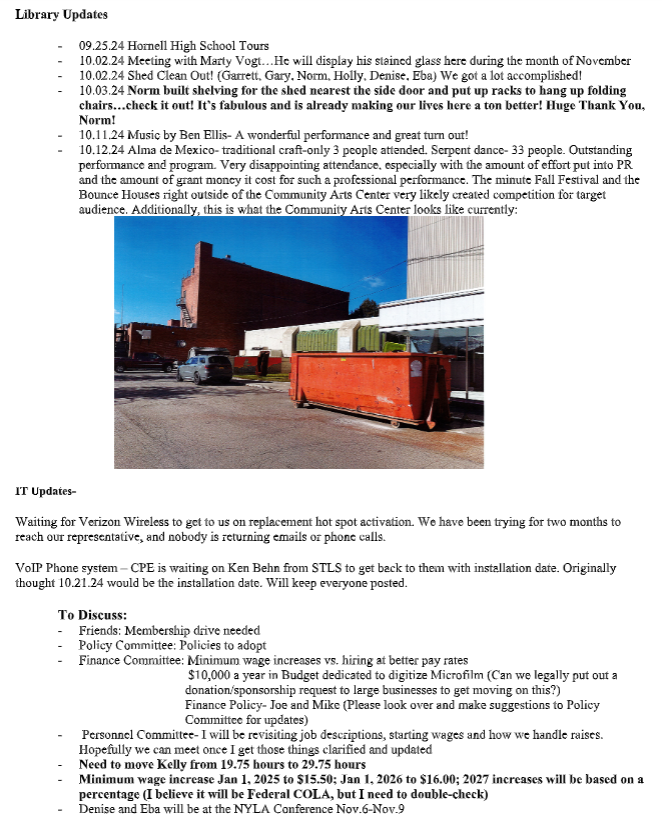 Library Updates
- 09.25.24 Hornell High School Tours
- 10.02.24 Meeting with Marty Vogt…He will display his stained glass here during the month of November
- 10.02.24 Shed Clean Out! (Garrett, Gary, Norm, Holly, Denise, Eba) We got a lot accomplished!
- 10.03.24 Norm built shelving for the shed nearest the side door and put up racks to hang up folding
chairs…check it out! It's fabulous and is already making our lives here a ton better! Huge Thank You,
Norm!
- 10.11.24 Music by Ben Ellis- A wonderful performance and great turn out!
- 10.12.24 Alma de Mexico- traditional craft-only 3 people attended. Serpent dance- 33 people. Outstanding
performance and program. Very disappointing attendance, especially with the amount of effort put into PR
and the amount of grant money it cost for such a professional performance. The minute Fall Festival and the
Bounce Houses right outside of the Community Arts Center very likely created competition for target
audience. Additionally, this is what the Community Arts Center looks like currently:
IT Updates-
Waiting for Verizon Wireless to get to us on replacement hot spot activation. We have been trying for two months to
reach our representative, and nobody is returning emails or phone calls.
VoIP Phone system – CPE is waiting on Ken Behn from STLS to get back to them with installation date. Originally
thought 10.21.24 would be the installation date. Will keep everyone posted.
To Discuss:
- Friends: Membership drive needed
- Policy Committee: Policies to adopt
- Finance Committee: Minimum wage increases vs. hiring at better pay rates
$10,000 a year in Budget dedicated to digitize Microfilm (Can we legally put out a
donation/sponsorship request to large businesses to get moving on this?)
Finance Policy- Joe and Mike (Please look over and make suggestions to Policy
Committee for updates)
- Personnel Committee- I will be revisiting job descriptions, starting wages and how we handle raises.
Hopefully we can meet once I get those things clarified and updated
- Need to move Kelly from 19.75 hours to 29.75 hours
- Minimum wage increase Jan 1, 2025 to $15.50; Jan 1, 2026 to $16.00; 2027 increases will be based on a
percentage (I believe it will be Federal COLA, but I need to double-check)
- Denise and Eba will be at the NYLA Conference Nov.6-Nov.9